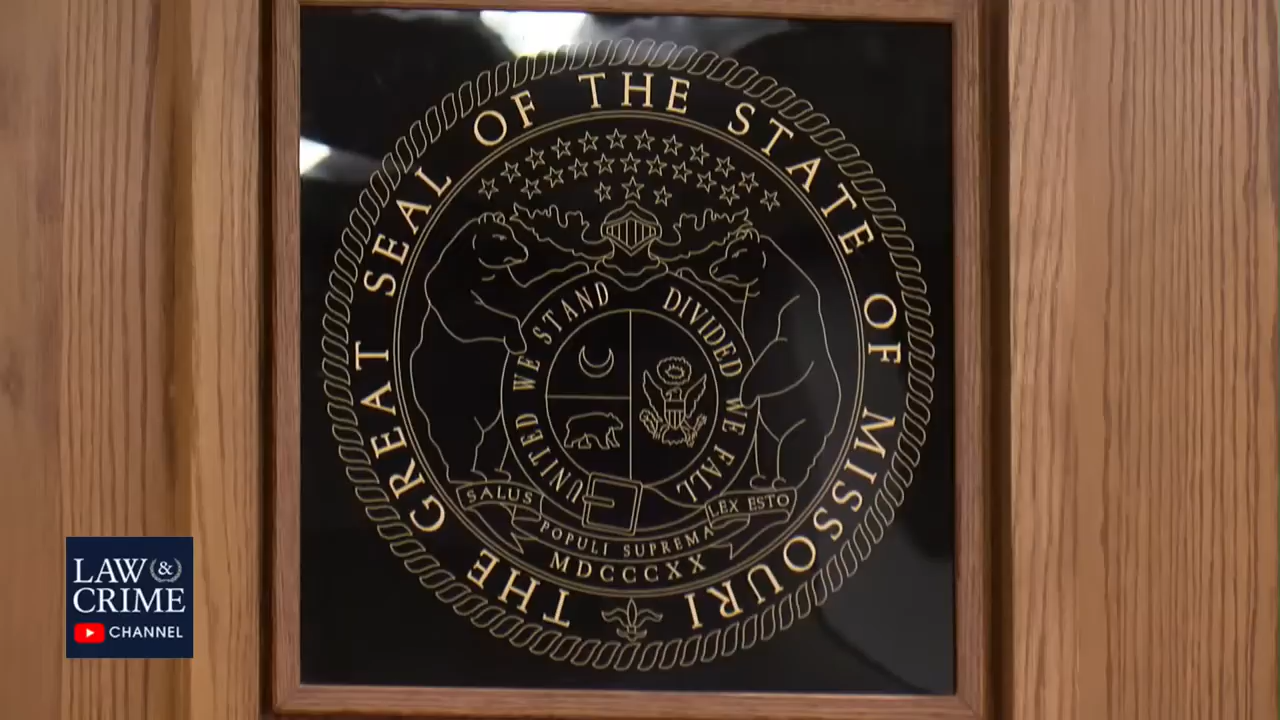 THE GREAT SEAL OF THE STATE OF MISSOURI
UNITED WE STAND DIVIDED WE FALL
SALUS POPULI SUPREMA LEX ESTO
MDCCCXX
LAW &
CRIME
CHANNEL